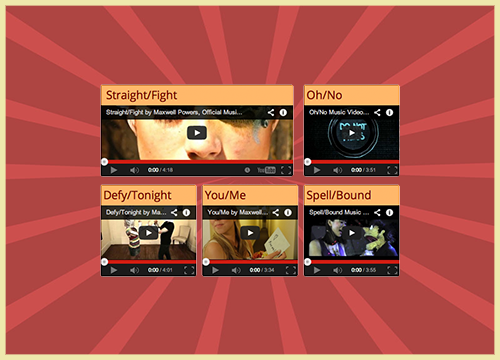 Straight/Fight
Straight/Fight by Maxwell Powers, Official Musi...
0:00 / 4:18
YouTube
Oh/No
Oh/No Music Video...
0:00 / 3:51
Defy/Tonight
Defy/Tonight by Ma...
0:00 / 4:01
You/Me
You/Me by Maxwell...
0:00 / 3:34
Spell/Bound
Spell/Bound Music ...
0:00 / 3:55